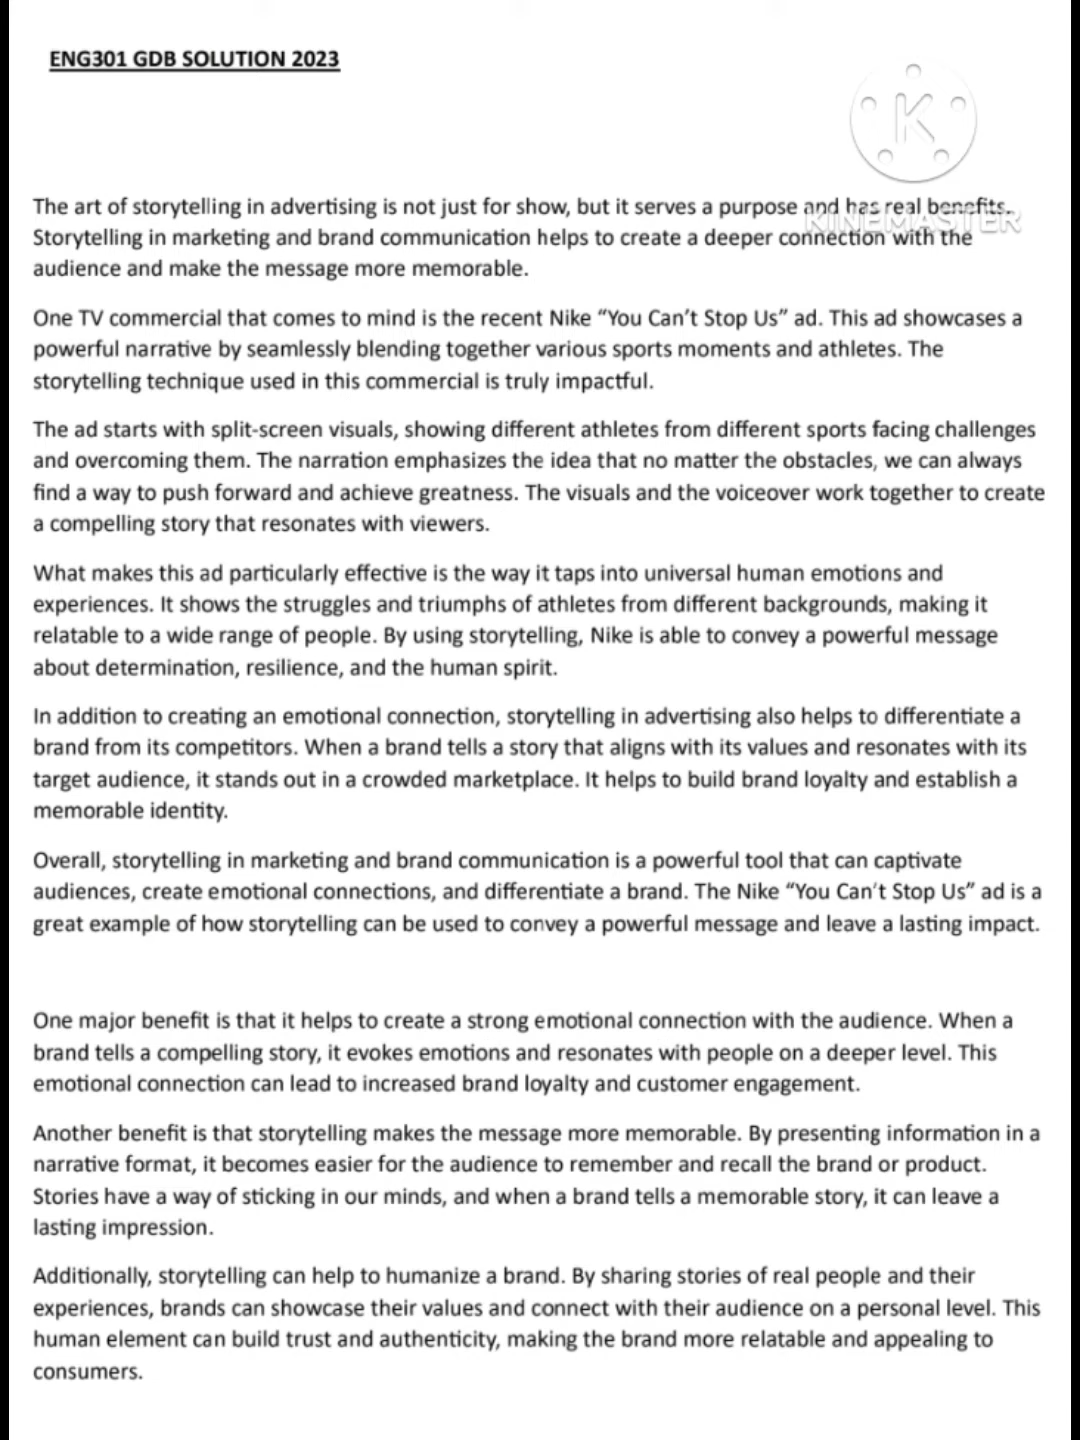 ENG301 GDB SOLUTION 2023
K
The art of storytelling in advertising is not just for show, but it serves a purpose and has real benefits.
KINEMASTER
Storytelling in marketing and brand communication helps to create a deeper connection with the
audience and make the message more memorable.
One TV commercial that comes to mind is the recent Nike “You Can’t Stop Us” ad. This ad showcases a
powerful narrative by seamlessly blending together various sports moments and athletes. The
storytelling technique used in this commercial is truly impactful.
The ad starts with split-screen visuals, showing different athletes from different sports facing challenges
and overcoming them. The narration emphasizes the idea that no matter the obstacles, we can always
find a way to push forward and achieve greatness. The visuals and the voiceover work together to create
a compelling story that resonates with viewers.
What makes this ad particularly effective is the way it taps into universal human emotions and
experiences. It shows the struggles and triumphs of athletes from different backgrounds, making it
relatable to a wide range of people. By using storytelling, Nike is able to convey a powerful message
about determination, resilience, and the human spirit.
In addition to creating an emotional connection, storytelling in advertising also helps to differentiate a
brand from its competitors. When a brand tells a story that aligns with its values and resonates with its
target audience, it stands out in a crowded marketplace. It helps to build brand loyalty and establish a
memorable identity.
Overall, storytelling in marketing and brand communication is a powerful tool that can captivate
audiences, create emotional connections, and differentiate a brand. The Nike “You Can’t Stop Us” ad is a
great example of how storytelling can be used to convey a powerful message and leave a lasting impact.
One major benefit is that it helps to create a strong emotional connection with the audience. When a
brand tells a compelling story, it evokes emotions and resonates with people on a deeper level. This
emotional connection can lead to increased brand loyalty and customer engagement.
Another benefit is that storytelling makes the message more memorable. By presenting information in a
narrative format, it becomes easier for the audience to remember and recall the brand or product.
Stories have a way of sticking in our minds, and when a brand tells a memorable story, it can leave a
lasting impression.
Additionally, storytelling can help to humanize a brand. By sharing stories of real people and their
experiences, brands can showcase their values and connect with their audience on a personal level. This
human element can build trust and authenticity, making the brand more relatable and appealing to
consumers.